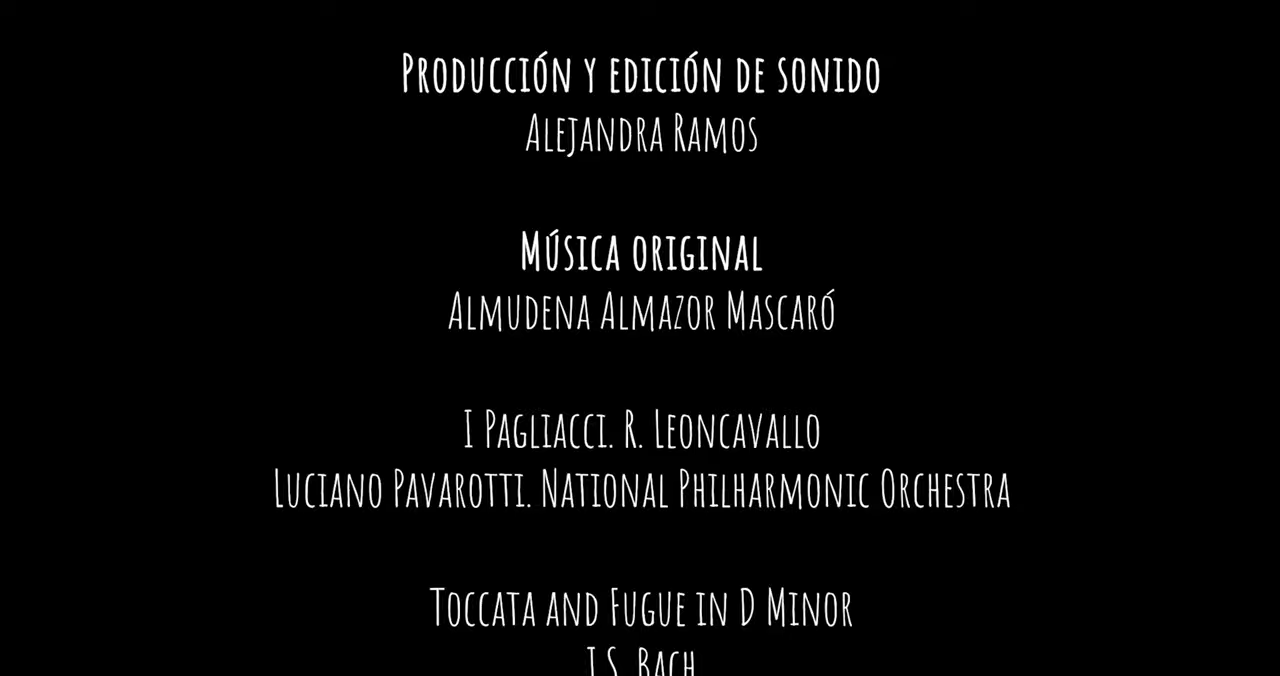 Producción y edición de sonido
Alejandra Ramos
Música original
Almudena Almazor Mascaró
I Pagliacci. R. Leoncavallo
Luciano Pavarotti. National Philharmonic Orchestra
Toccata and Fugue in D Minor
J.S. Bach